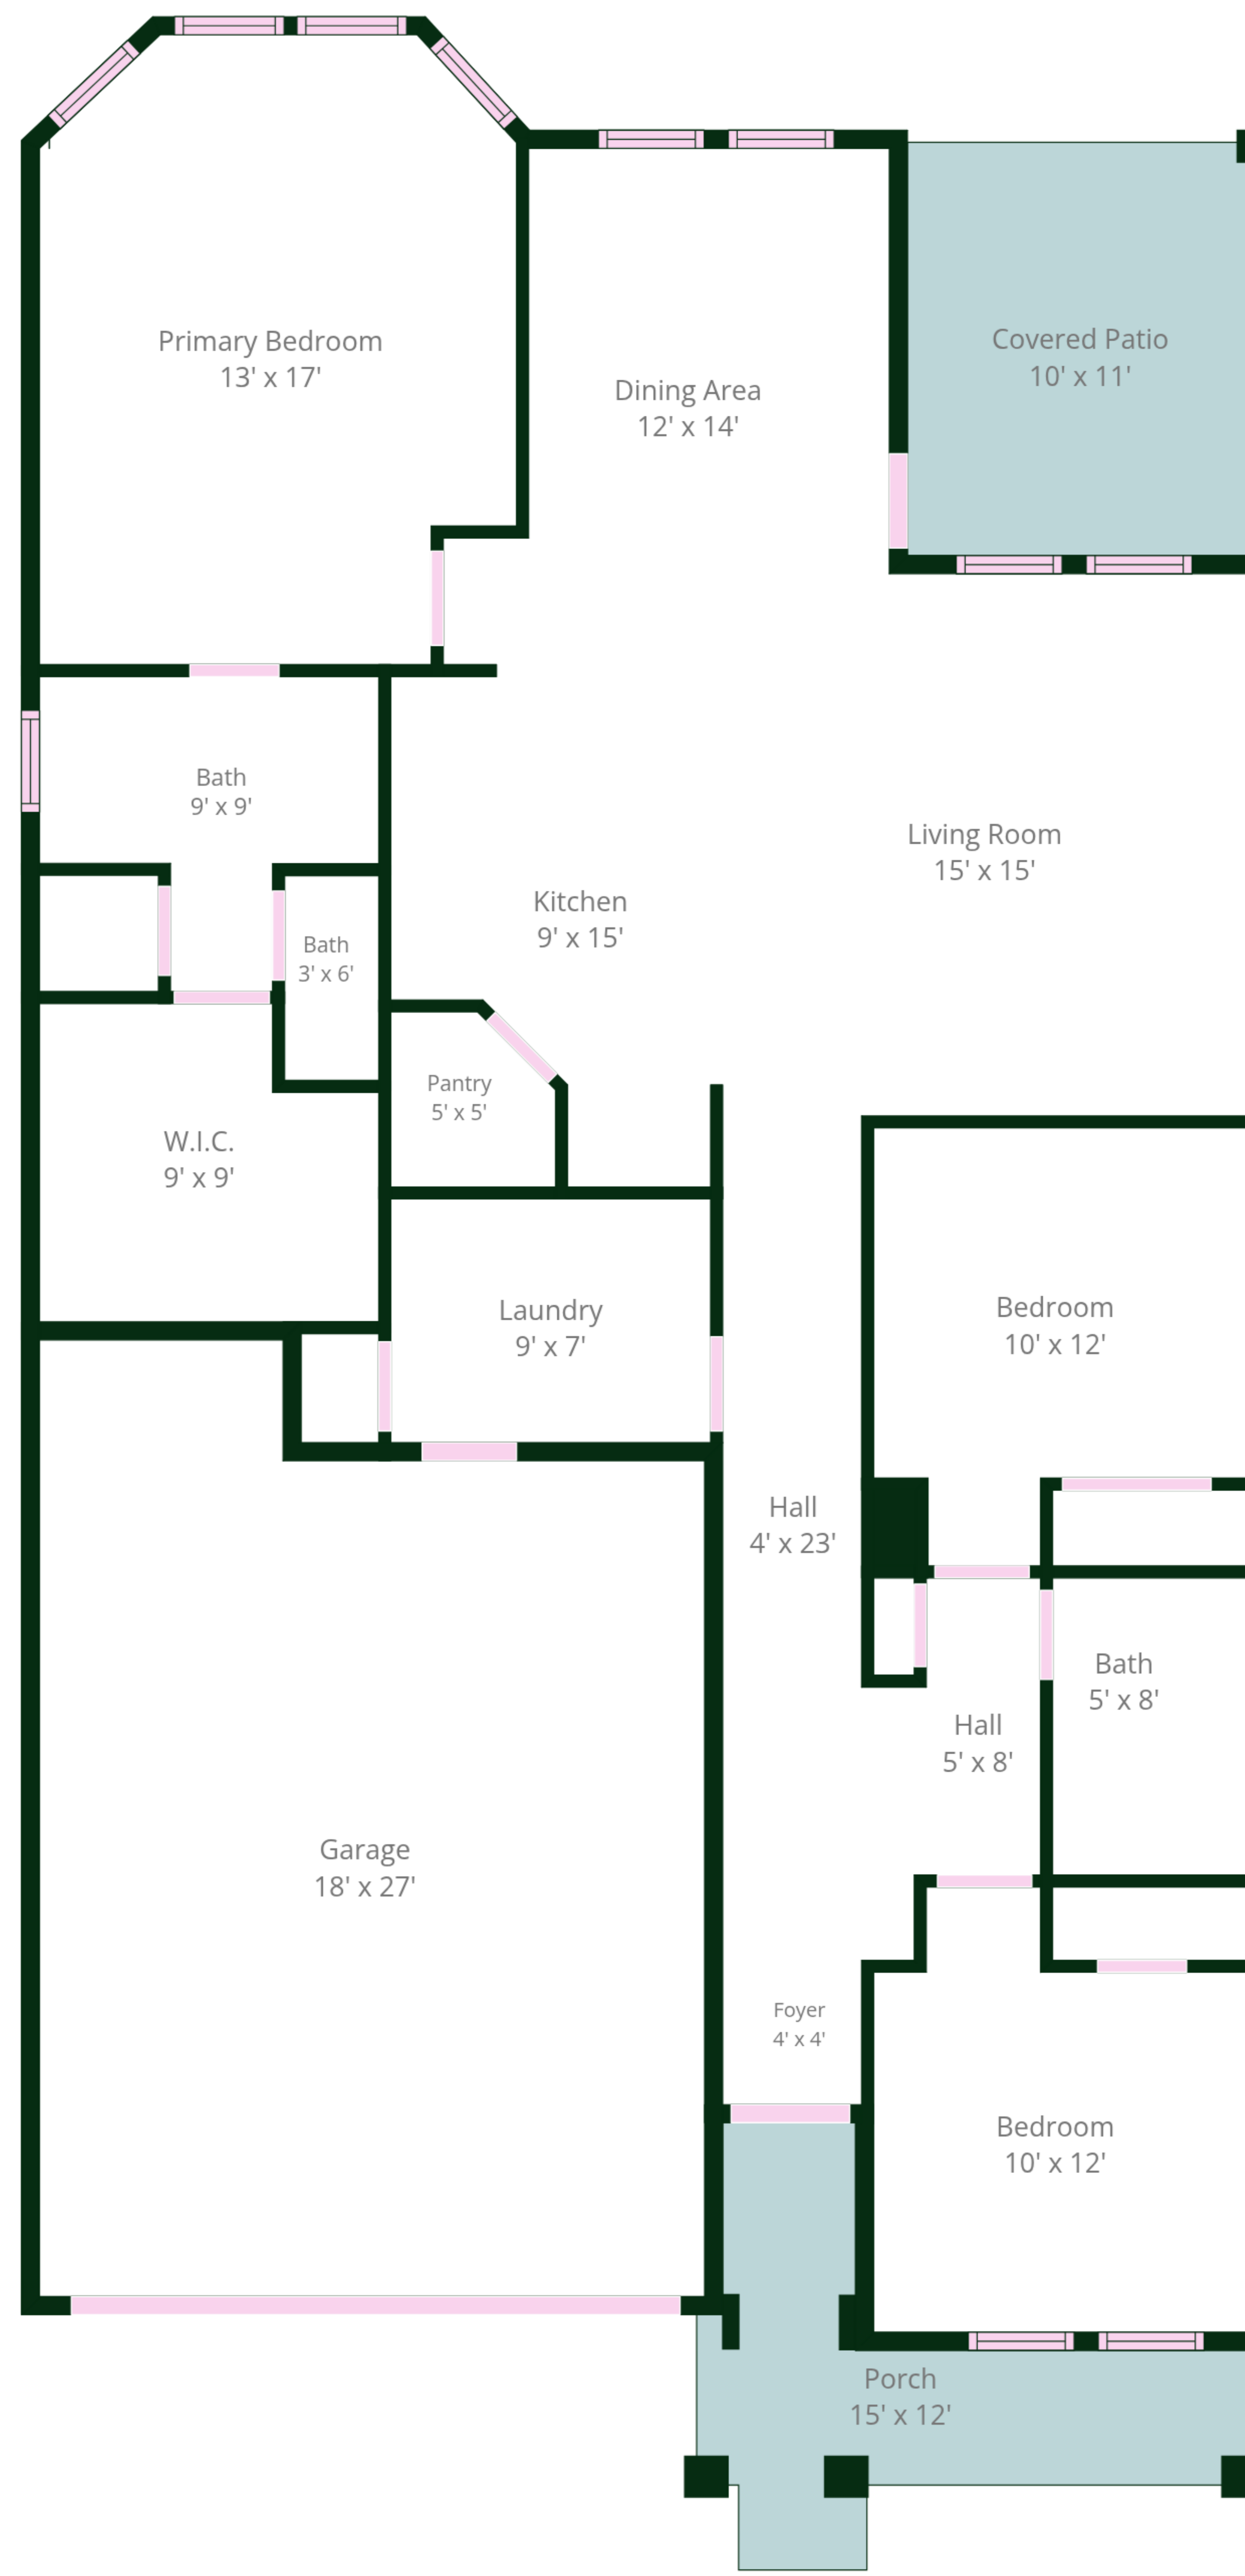 Primary Bedroom
13' x 17'
Dining Area
12' x 14'
Covered Patio
10' x 11'
Bath
9' x 9'
Living Room
15' x 15'
Kitchen
9' x 15'
Bath
3' x 6'
Pantry
5' x 5'
W.I.C.
9' x 9'
Laundry
9' x 7'
Bedroom
10' x 12'
Hall
4' x 23'
Bath
5' x 8'
Hall
5' x 8'
Garage
18' x 27'
Foyer
4' x 4'
Bedroom
10' x 12'
Porch
15' x 12'